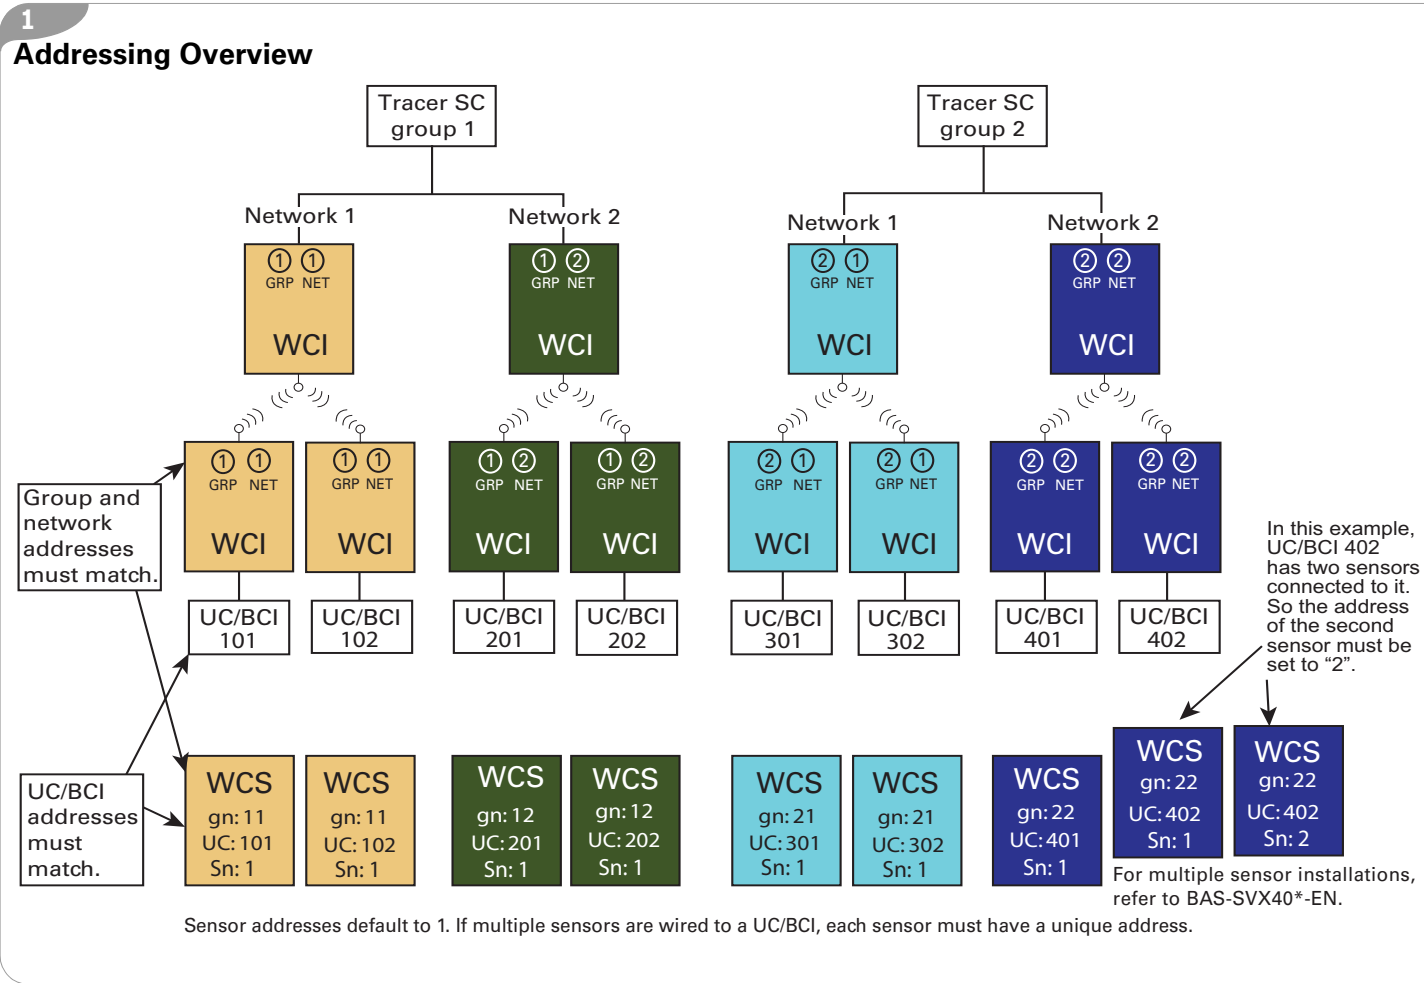 1
Addressing Overview
Tracer SC
group 1
Tracer SC
group 2
Network 1
Network 2
Network 1
Network 2
1 1
GRP NET
WCI
1 2
GRP NET
WCI
2 1
GRP NET
WCI
2 2
GRP NET
WCI
1 1
GRP NET
WCI
1 1
GRP NET
WCI
1 2
GRP NET
WCI
1 2
GRP NET
WCI
2 1
GRP NET
WCI
2 1
GRP NET
WCI
2 2
GRP NET
WCI
2 2
GRP NET
WCI
Group and
network
addresses
must match.
In this example,
UC/BCI 402
has two sensors
connected to it.
So the address
of the second
sensor must be
set to “2”.
UC/BCI
101
UC/BCI
102
UC/BCI
201
UC/BCI
202
UC/BCI
301
UC/BCI
302
UC/BCI
401
UC/BCI
402
UC/BCI
addresses
must
match.
WCS
gn: 11
UC: 101
Sn: 1
WCS
gn: 11
UC: 102
Sn: 1
WCS
gn: 12
UC: 201
Sn: 1
WCS
gn: 12
UC: 202
Sn: 1
WCS
gn: 21
UC: 301
Sn: 1
WCS
gn: 21
UC: 302
Sn: 1
WCS
gn: 22
UC: 401
Sn: 1
WCS
gn: 22
UC: 402
Sn: 1
WCS
gn: 22
UC: 402
Sn: 2
For multiple sensor installations,
refer to BAS-SVX40*-EN.
Sensor addresses default to 1. If multiple sensors are wired to a UC/BCI, each sensor must have a unique address.